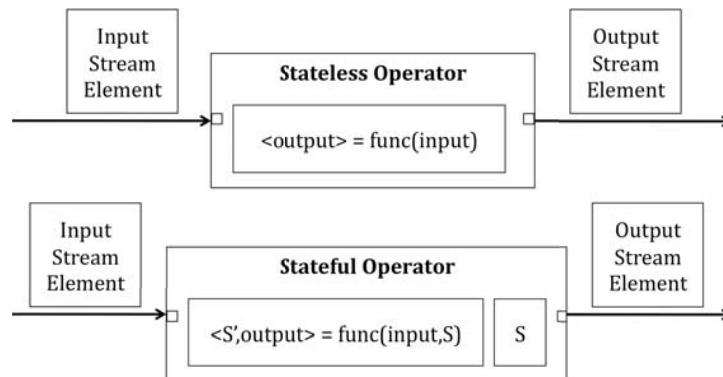 Input
Stream
Element
Stateless Operator
<output> = func(input)
Output
Stream
Element
Input
Stream
Element
Stateful Operator
<S',output> = func(input,S)
S
Output
Stream
Element